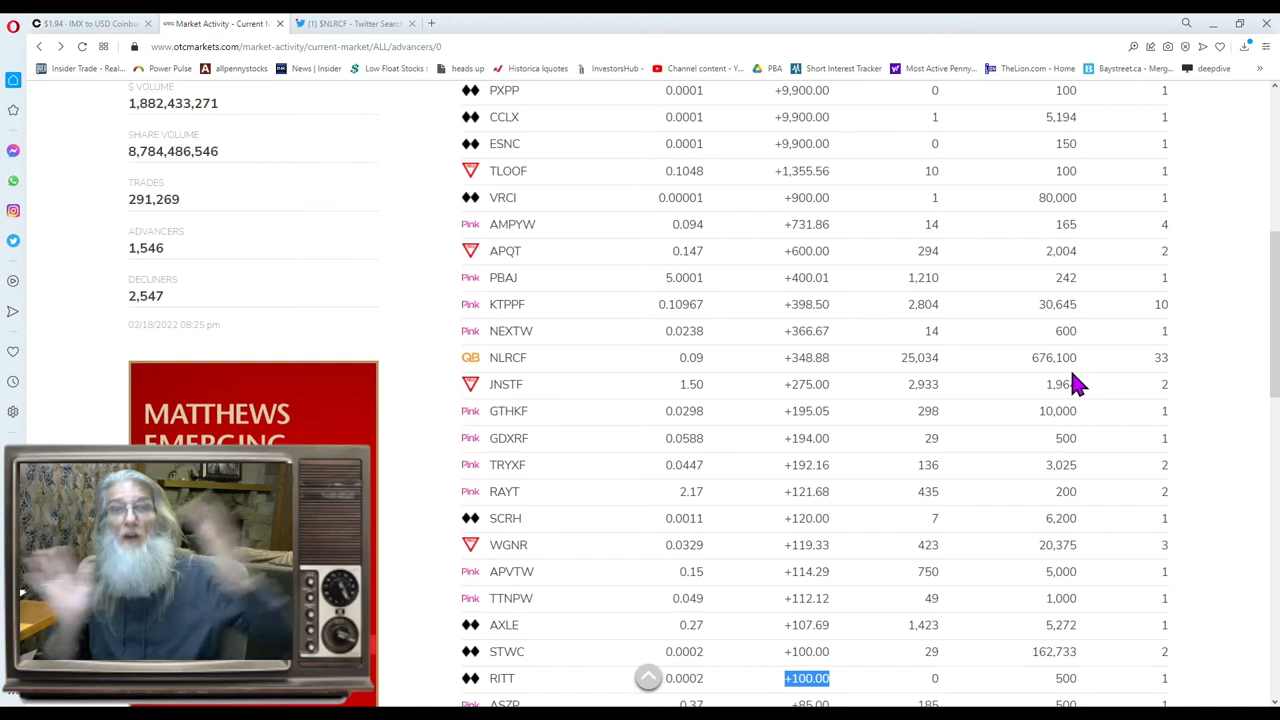 $1.94 - IMX to USD Coinba
Market Activity - Current M
(1) $NLRCF - Twitter Searc
www.otcmarkets.com/market-activity/current-market/ALL/advancers/0
Insider Trade - Real...
Power Pulse
allpennystocks
News | Insider
Low Float Stocks :
heads up
Historica Iquotes
InvestorsHub -
Channel content - Y...
PBA
Short Interest Tracker
Most Active Penny...
TheLion.com - Home
Baystreet.ca - Merg...
deepdive
$ VOLUME
1,882,433,271
SHARE VOLUME
8,784,486,546
TRADES
291,269
ADVANCERS
1,546
DECLINERS
2,547
02/18/2022 08:25 pm
MATTHEWS
EMERGING
PXPP 0.0001 +9,900.00 0 100 1
CCLX 0.0001 +9,900.00 1 5,194 1
ESNC 0.0001 +9,900.00 0 150 1
TLOOF 0.1048 +1,355.56 10 100 1
VRCI 0.00001 +900.00 1 80,000 1
Pink AMPYW 0.094 +731.86 14 165 4
APQT 0.147 +600.00 294 2,004 2
Pink PBAJ 5.0001 +400.01 1,210 242 1
Pink KTPPF 0.10967 +398.50 2,804 30,645 10
Pink NEXTW 0.0238 +366.67 14 600 1
QB NLRCF 0.09 +348.88 25,034 676,100 33
JNSTF 1.50 +275.00 2,933 1,96 2
Pink GTHKF 0.0298 +195.05 298 10,000 1
Pink GDXRF 0.0588 +194.00 29 500 1
Pink TRYXF 0.0447 +192.16 136 3,025 2
Pink RAYT 2.17 +121.68 435 200 2
SCRH 0.0011 +120.00 7 6,200 1
WGNR 0.0329 +119.33 423 20,375 3
Pink APVTW 0.15 +114.29 750 5,000 1
Pink TTNPW 0.049 +112.12 49 1,000 1
AXLE 0.27 +107.69 1,423 5,272 1
STWC 0.0002 +100.00 29 162,733 2
RITT 0.0002 +100.00 0 500 1
Pink ASZP 0.37 +85.00 185 500 1